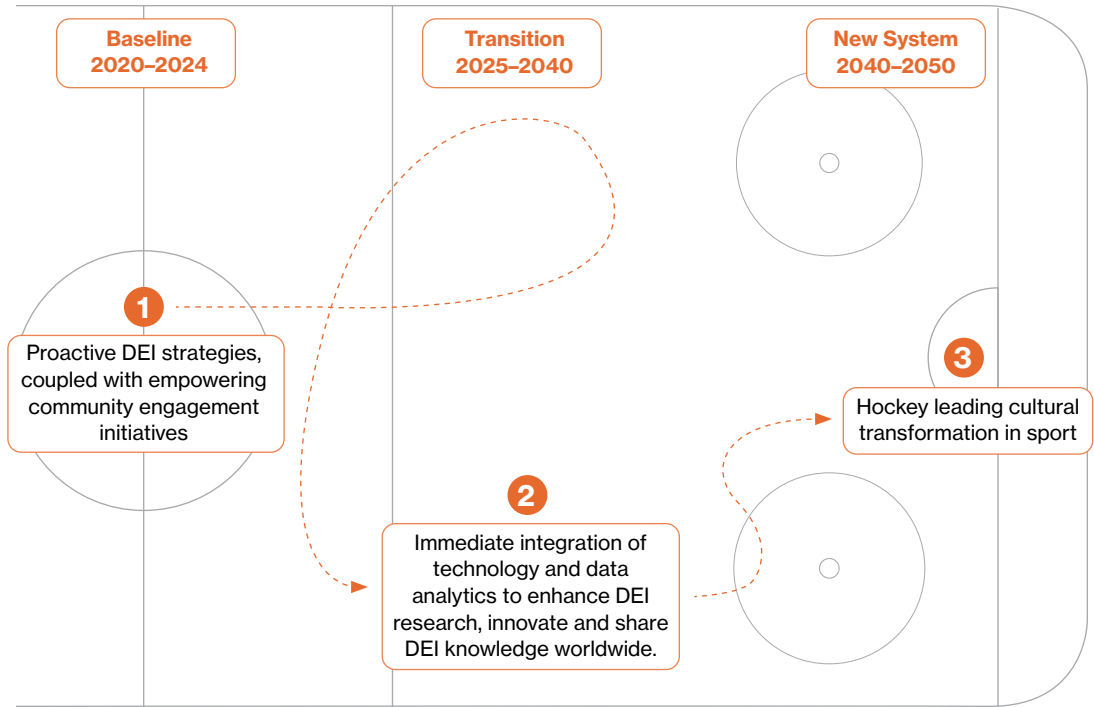 Baseline
2020–2024
Transition
2025–2040
New System
2040–2050
1
Proactive DEI strategies,
coupled with empowering
community engagement
initiatives
2
Immediate integration of
technology and data
analytics to enhance DEI
research, innovate and share
DEI knowledge worldwide.
3
Hockey leading cultural
transformation in sport